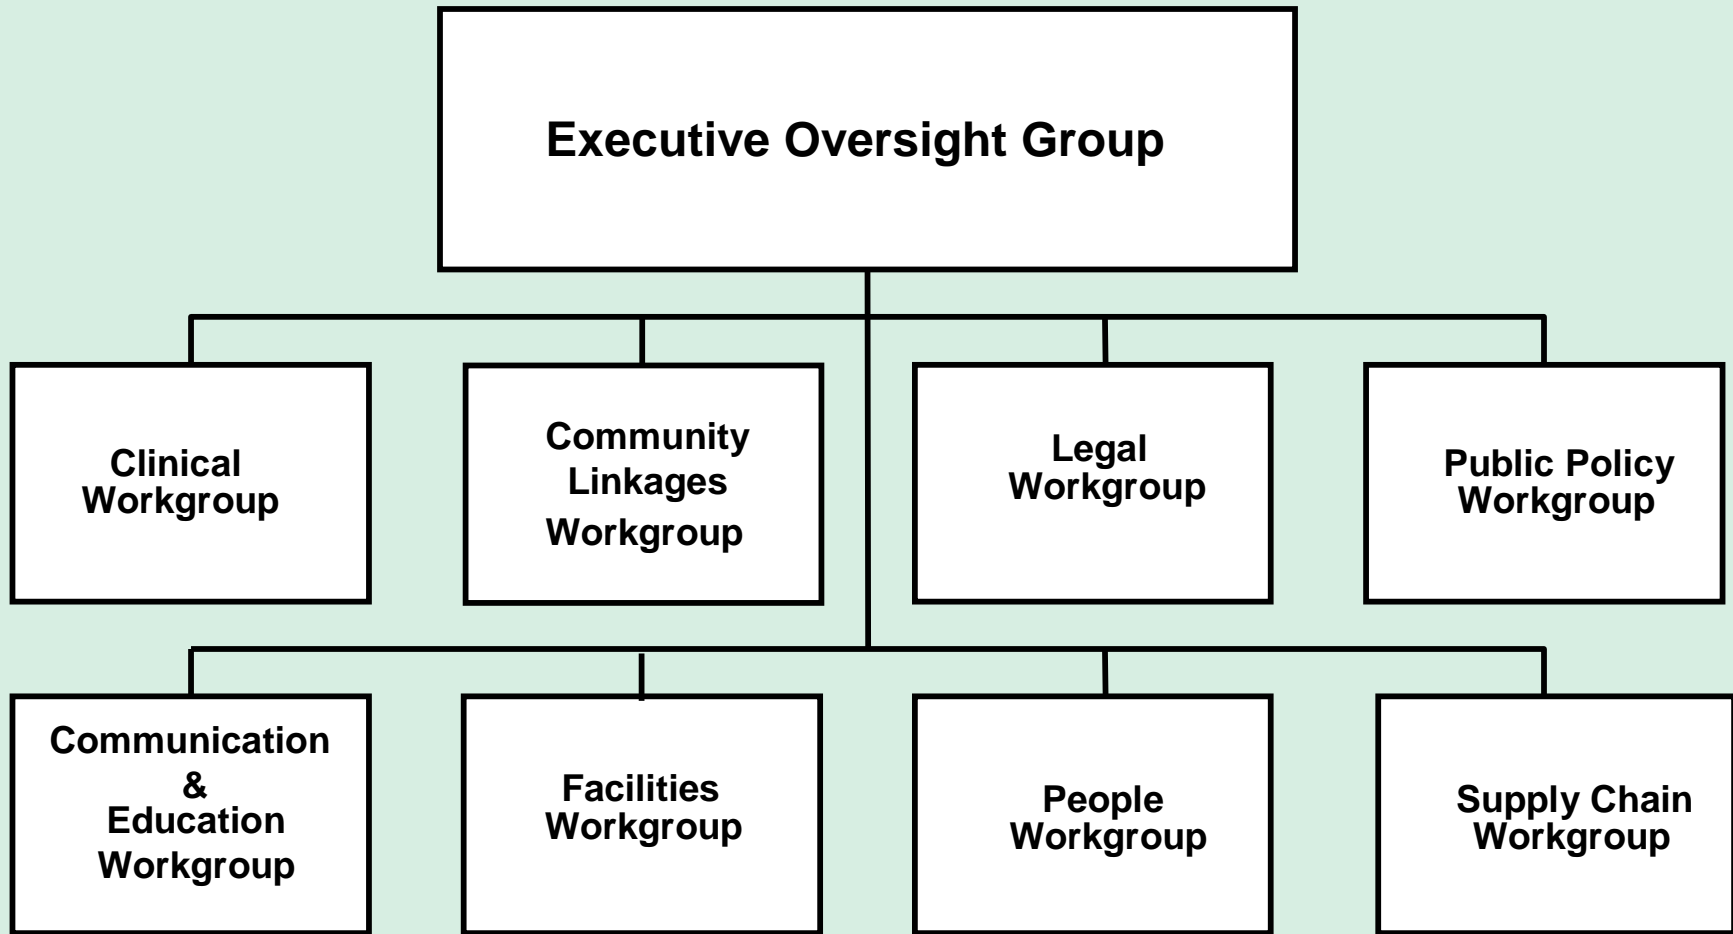 Executive Oversight Group
Clinical
Workgroup
Community
Linkages
Workgroup
Legal
Workgroup
Public Policy
Workgroup
Communication
&
Education
Workgroup
Facilities
Workgroup
People
Workgroup
Supply Chain
Workgroup